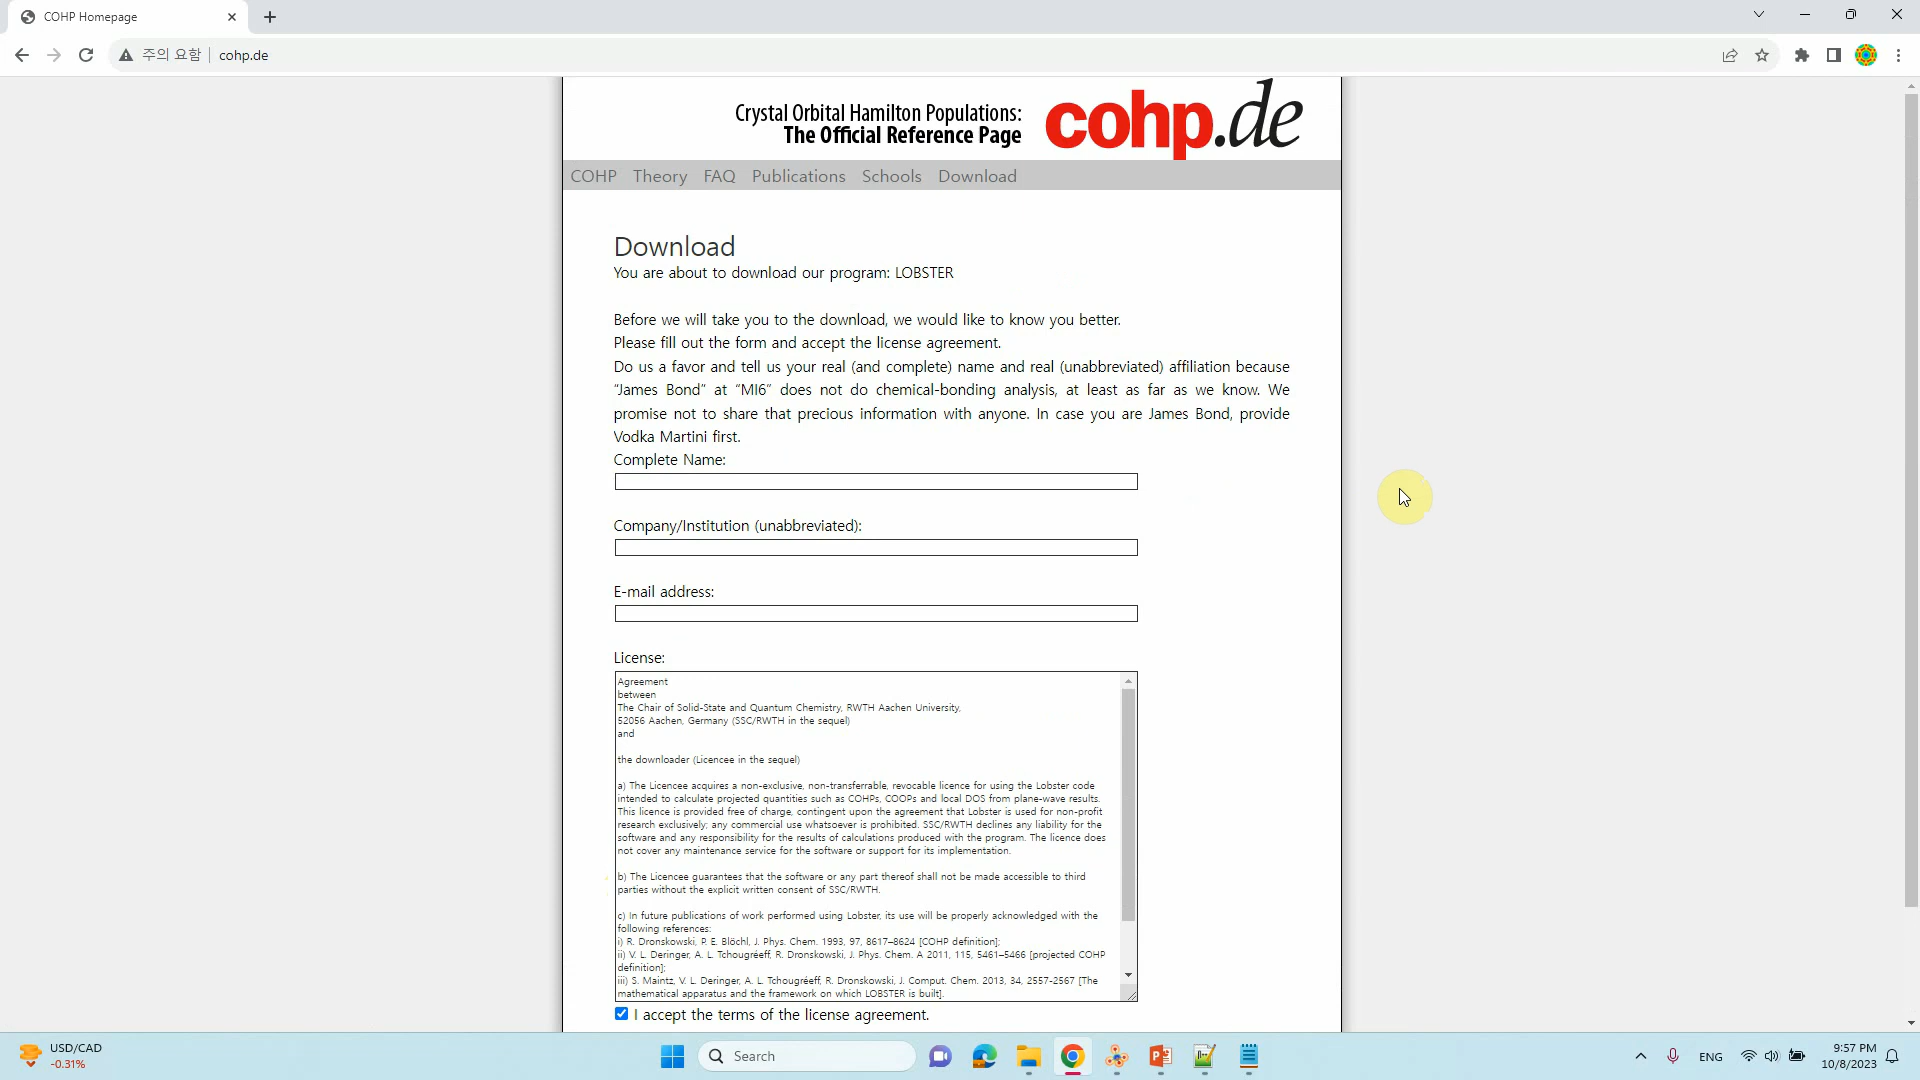 COHP Homepage
주의 요함 cohp.de
Crystal Orbital Hamilton Populations:
The Official Reference Page
cohp.de
COHP Theory FAQ Publications Schools Download
Download
You are about to download our program: LOBSTER
Before we will take you to the download, we would like to know you better.
Please fill out the form and accept the license agreement.
Do us a favor and tell us your real (and complete) name and real (unabbreviated) affiliation because
"James Bond" at "MI6" does not do chemical-bonding analysis, at least as far as we know. We
promise not to share that precious information with anyone. In case you are James Bond, provide
Vodka Martini first.
Complete Name:
Company/Institution (unabbreviated):
E-mail address:
License:
Agreement
between
The Chair of Solid-State and Quantum Chemistry, RWTH Aachen University,
52056 Aachen, Germany (SSC/RWTH in the sequel)
and
the downloader (Licencee in the sequel)
a) The Licencee acquires a non-exclusive, non-transferrable, revocable licence for using the Lobster code
intended to calculate projected quantities such as COHPs, COOPs and local DOS from plane-wave results.
This licence is provided free of charge, contingent upon the agreement that Lobster is used for non-profit
research exclusively; any commercial use whatsoever is prohibited. SSC/RWTH declines any liability for the
software and any responsibility for the results of calculations produced with the program. The licence does
not cover any maintenance service for the software or support for its implementation.
b) The Licencee guarantees that the software or any part thereof shall not be made accessible to third
parties without the explicit written consent of SSC/RWTH.
c) In future publications of work performed using Lobster, its use will be properly acknowledged with the
following references:
i) R. Dronskowski, P. E. Blöchl, J. Phys. Chem. 1993, 97, 8617–8624 [COHP definition];
ii) V. L. Deringer, A. L. Tchougréeff, R. Dronskowski, J. Phys. Chem. A 2011, 115, 5461–5466 [projected COHP
definition];
iii) S. Maintz, V. L. Deringer, A. L. Tchougréeff, R. Dronskowski, J. Comput. Chem. 2013, 34, 2557-2567 [The
mathematical apparatus and the framework on which LOBSTER is built].
I accept the terms of the license agreement.
USD/CAD
-0.31%
Search
ENG
9:57 PM
10/8/2023